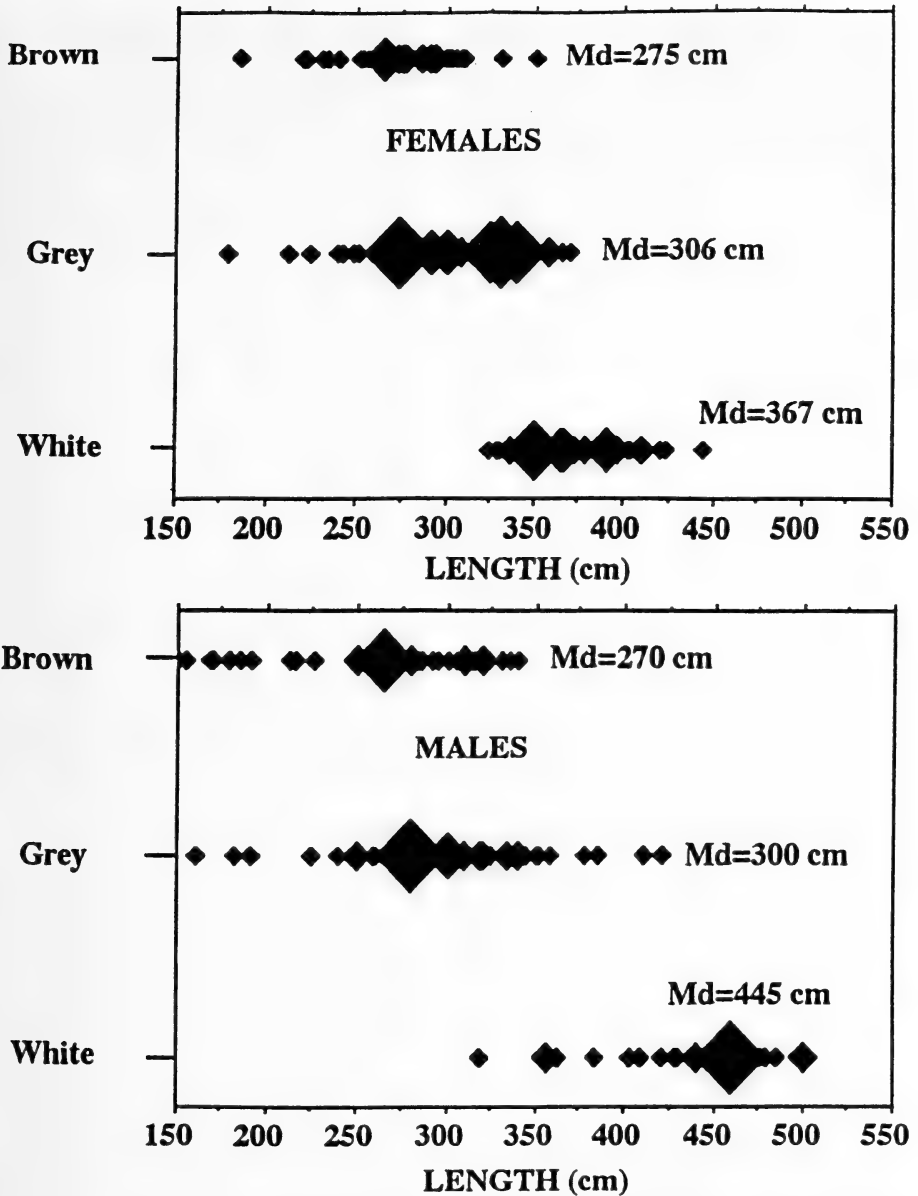 Brown
Md=275 cm
FEMALES
Grey
Md=306 cm
Md=367 cm
White
150 200 250 300 350 400 450 500 550
LENGTH (cm)
Brown
Md=270 cm
MALES
Grey
Md=300 cm
Md=445 cm
White
150 200 250 300 350 400 450 500 550
LENGTH (cm)